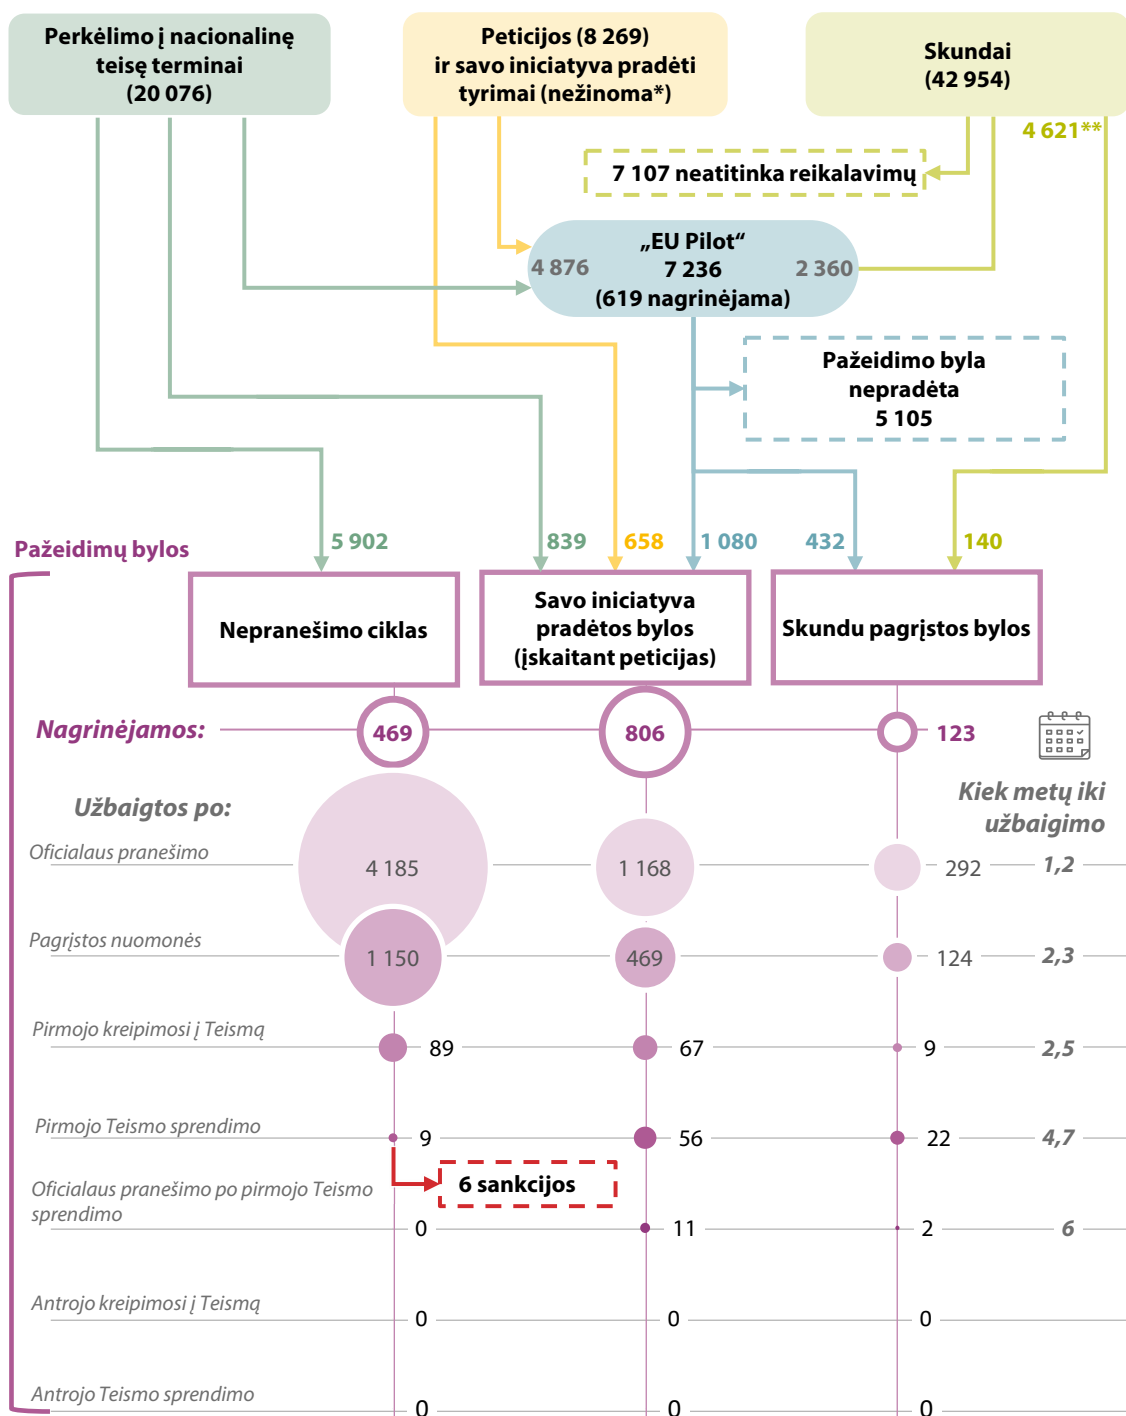 Perkėlimo į nacionalinę
teisę terminai
(20 076)
Peticijos (8 269)
ir savo iniciatyva pradėti
tyrimai (nežinoma*)
Skundai
(42 954)
4 621**
7 107 neatitinka reikalavimų
„EU Pilot“
4 876
7 236
2 360
(619 nagrinėjama)
Pažeidimo byla
nepradėta
5 105
5 902
839
658
1 080
432
140
Pažeidimų bylos
Nepranešimo ciklas
Savo iniciatyva
pradėtos bylos
(įskaitant peticijas)
Skundu pagrįstos bylos
Nagrinėjamos:
469
806
123
Užbaigtos po:
Kiek metų iki
užbaigimo
Oficialaus pranešimo
4 185
1 168
292
1,2
Pagrįstos nuomonės
1 150
469
124
2,3
Pirmojo kreipimosi į Teismą
89
67
9
2,5
Pirmojo Teismo sprendimo
9
56
22
4,7
6 sankcijos
Oficialaus pranešimo po pirmojo Teismo
sprendimo
0
11
2
6
Antrojo kreipimosi į Teismą
0
0
0
Antrojo Teismo sprendimo
0
0
0